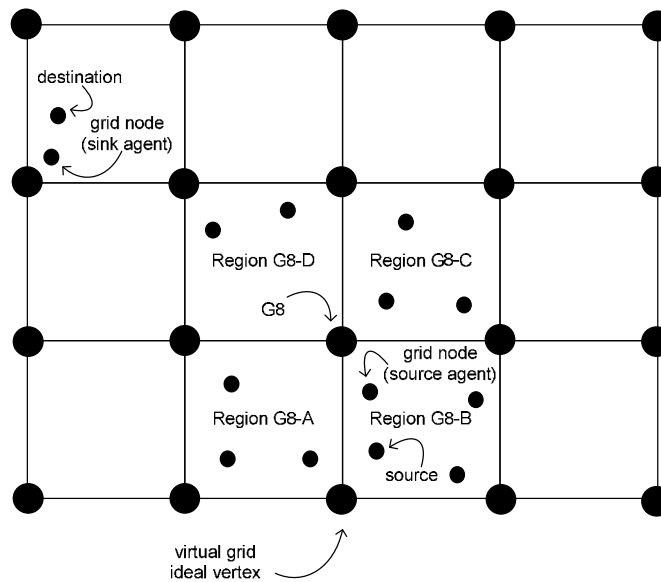 destination
grid node
(sink agent)
Region G8-D
Region G8-C
G8
grid node
(source agent)
Region G8-A
Region G8-B
source
virtual grid
ideal vertex